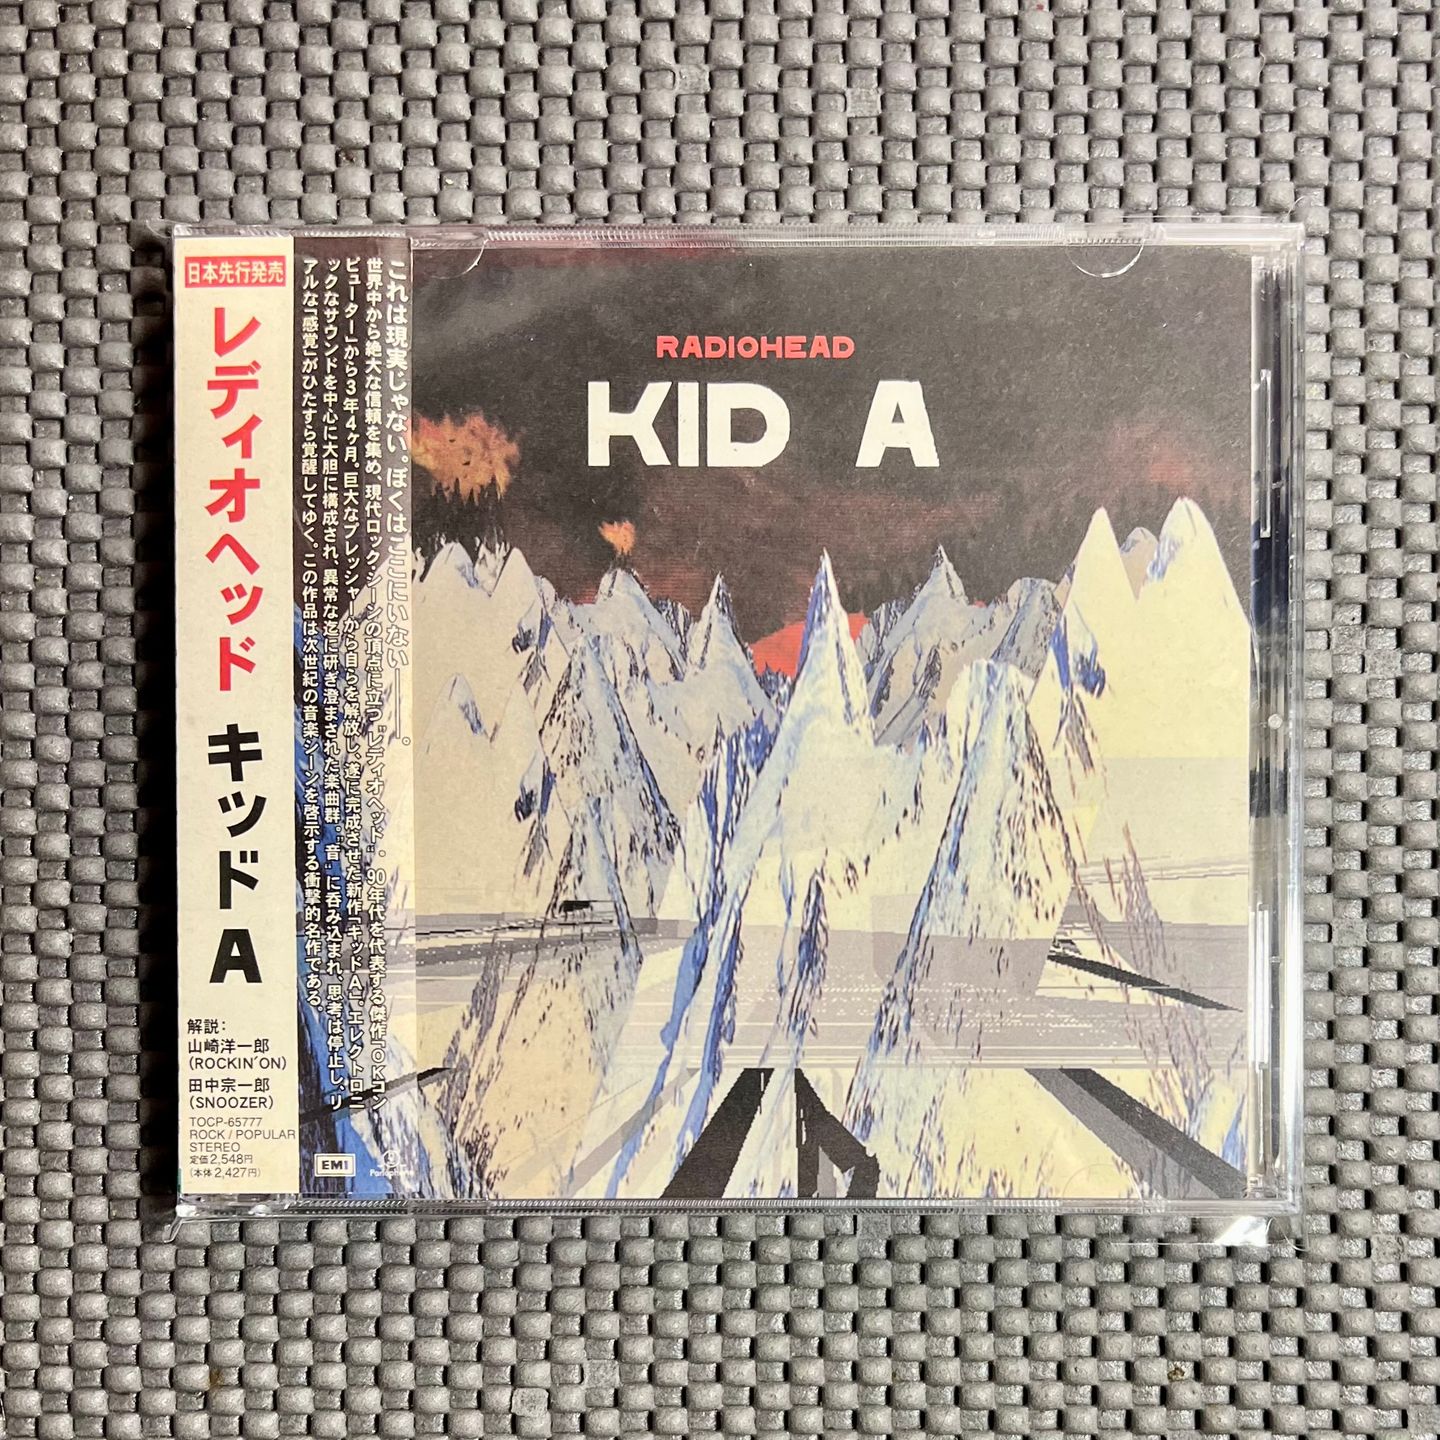 日本先行発売
レディオヘッド キッドA
解説：
山崎洋一郎
(ROCKIN'ON)
田中宗一郎
(SNOOZER)
TOCP-65777
ROCK / POPULAR
STEREO
定価2,548円
(本体2,427円)
これは現実じゃない。ぼくはここにいない――。
世界中から絶大な信頼を集め、現代ロック・シーンの頂点に立つ“レディオヘッド”。90年代を代表する傑作「OKコン
ピューター」から3年4ヶ月。巨大なプレッシャーから自らを解放し、遂に完成させた新作「キッドA」。エレクトロニ
ックなサウンドを中心に大胆に構成され、異常な迄に研ぎ澄まされた楽曲群。“音”に呑み込まれ、思考は停止し、リ
アルな「感覚」がひたすら覚醒してゆく。この作品は次世紀の音楽シーンを啓示する衝撃的名作である。
EMI
Parlophone
RADIOHEAD
KID A